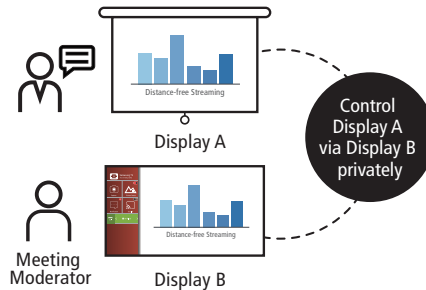 Distance-free Streaming
Display A
Control
Display A
via Display B
privately
Distance-free Streaming
Meeting
Moderator
Display B